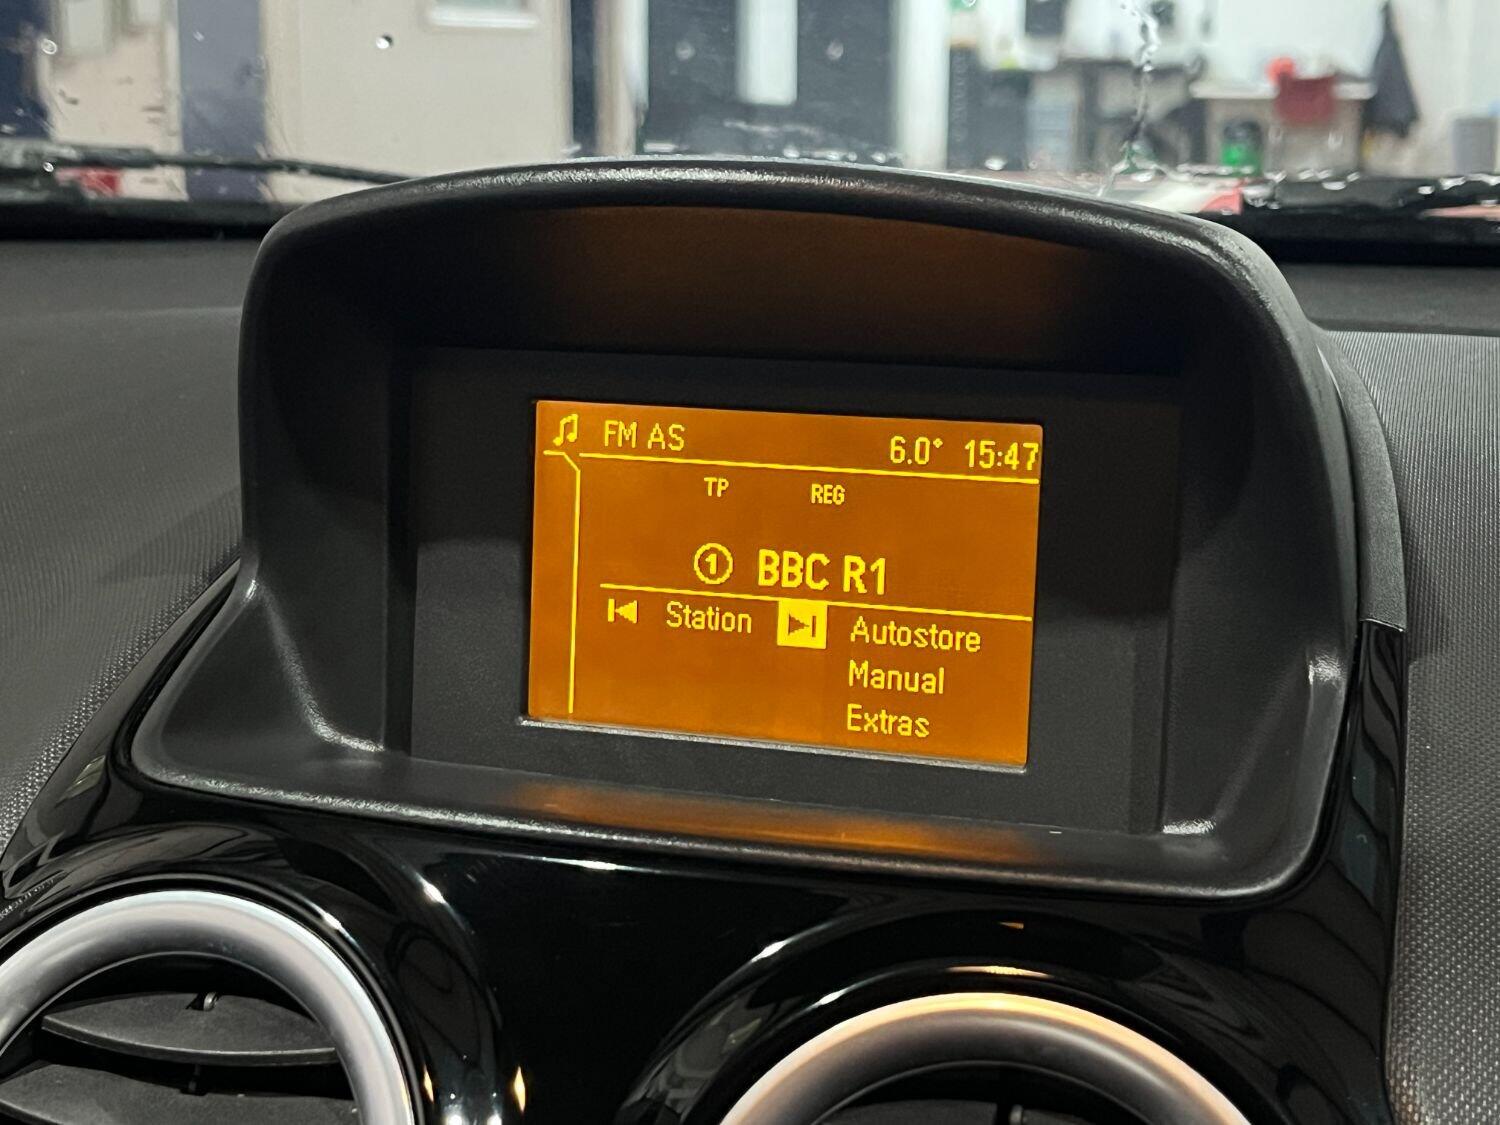 FM AS 6.0° 15:47
TP REG
1 BBC R1
Station Autostore
Manual
Extras